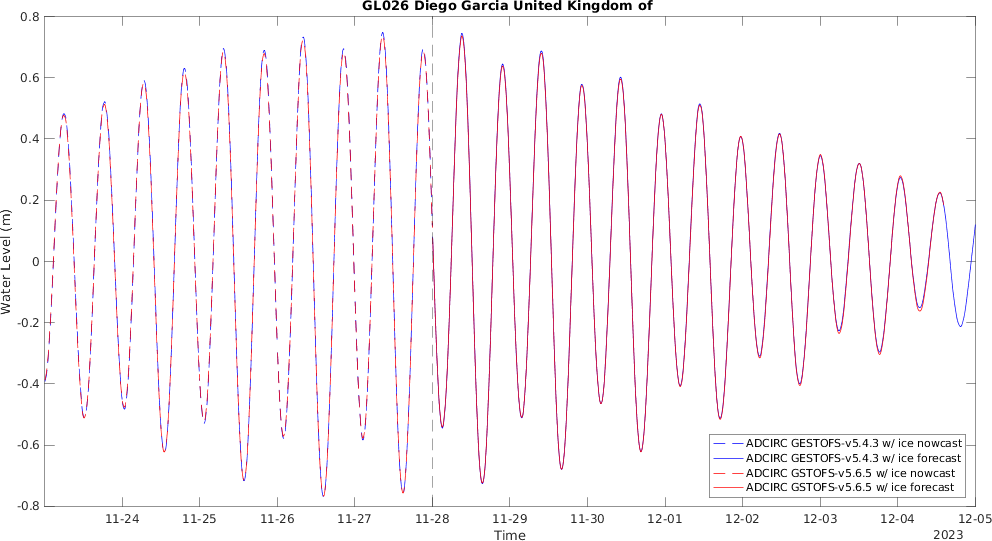 GL026 Diego Garcia United Kingdom of
0.8
0.6
0.4
0.2
0
-0.2
-0.4
-0.6
-0.8
Water Level (m)
ADCIRC GESTOFS-v5.4.3 w/ ice nowcast
ADCIRC GESTOFS-v5.4.3 w/ ice forecast
ADCIRC GSTOFS-v5.6.5 w/ ice nowcast
ADCIRC GSTOFS-v5.6.5 w/ ice forecast
11-24 11-25 11-26 11-27 11-28 11-29 11-30 12-01 12-02 12-03 12-04 12-05
Time
2023